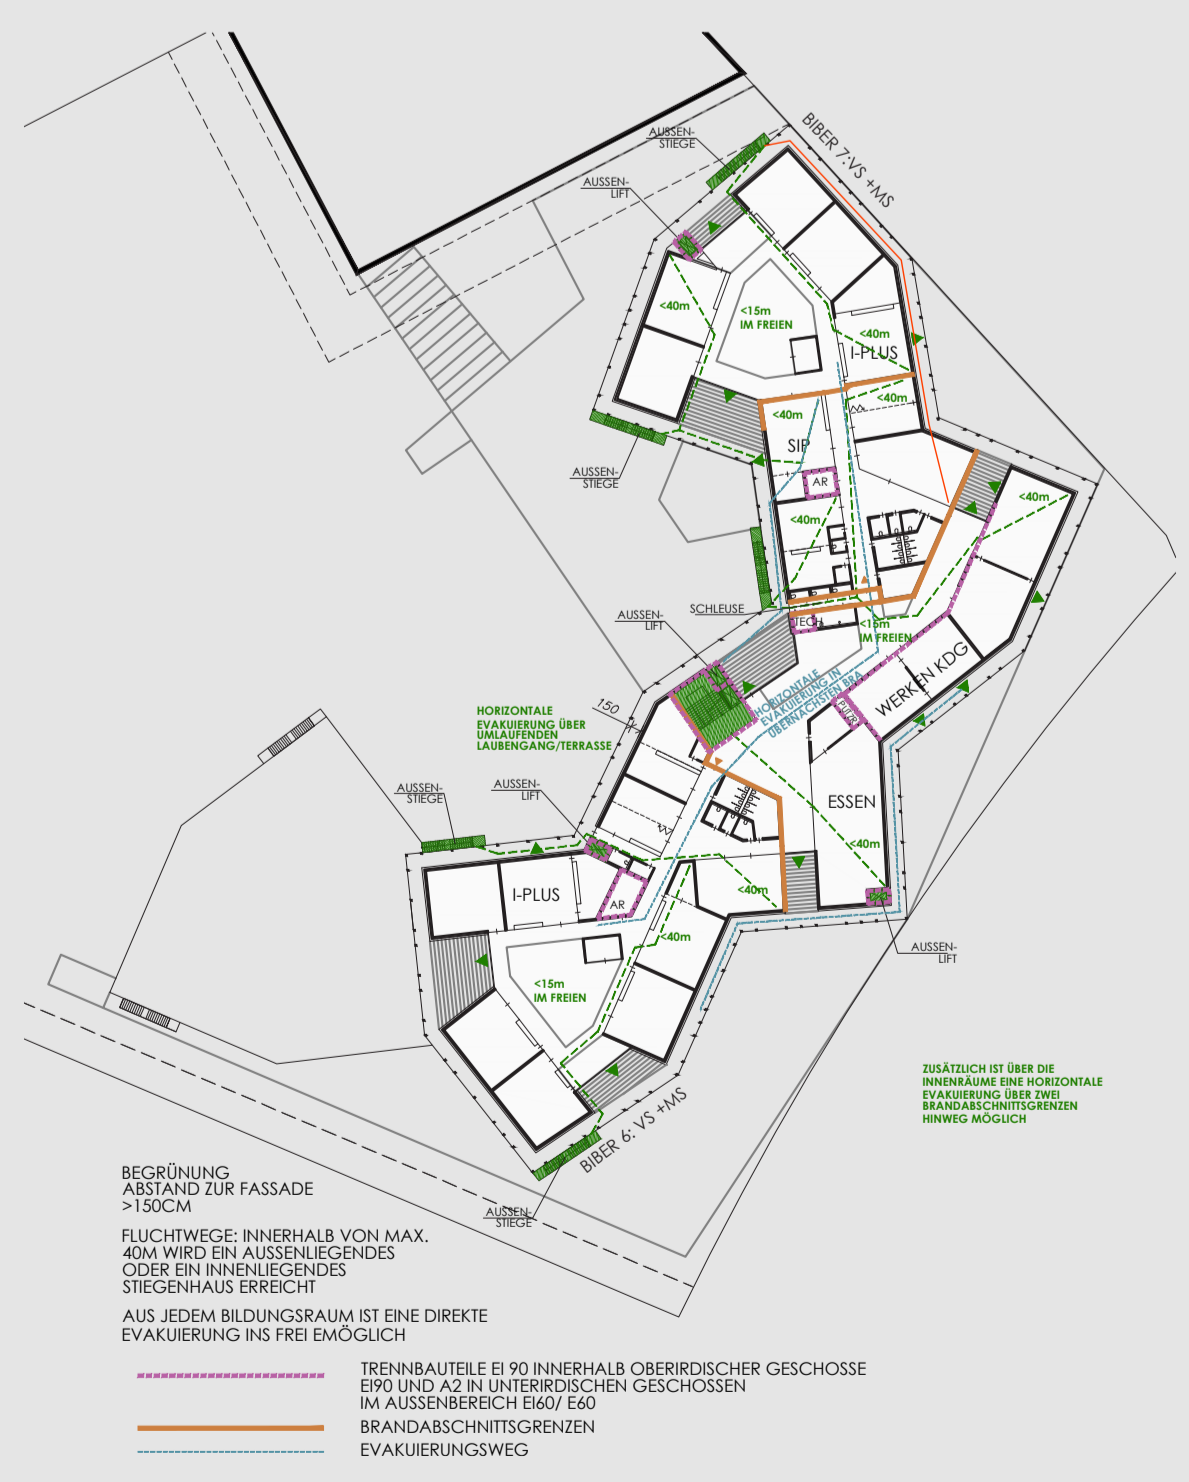 AUSSEN-
STIEGE
BIBER 7:VS +MS
AUSSEN-
LIFT
<40m
<15m
IM FREIEN
<40m
I-PLUS
<40m
<40m
SIP
AUSSEN-
STIEGE
AR
<40m
<40m
SCHLEUSE
AUSSEN-
LIFT
TECH
<15m
IM FREIEN
WERKEN KDG
HORIZONTALE
EVAKUIERUNG IN
ÜBERNÄCHSTEN BRA
PUTZR
150
HORIZONTALE
EVAKUIERUNG ÜBER
UMLAUFENDEN
LAUBENGANG/TERRASSE
AUSSEN-
STIEGE
AUSSEN-
LIFT
ESSEN
<40m
I-PLUS
AR
<40m
<40m
AUSSEN-
LIFT
<15m
IM FREIEN
ZUSÄTZLICH IST ÜBER DIE
INNENRÄUME EINE HORIZONTALE
EVAKUIERUNG ÜBER ZWEI
BRANDABSCHNITTSGRENZEN
HINWEG MÖGLICH
BIBER 6: VS +MS
AUSSEN-
STIEGE
BEGRÜNUNG
ABSTAND ZUR FASSADE
>150CM
FLUCHTWEGE: INNERHALB VON MAX.
40M WIRD EIN AUSSENLIEGENDES
ODER EIN INNENLIEGENDES
STIEGENHAUS ERREICHT
AUS JEDEM BILDUNGSRAUM IST EINE DIREKTE
EVAKUIERUNG INS FREI EMÖGLICH
TRENNBAUTEILE EI 90 INNERHALB OBERIRDISCHER GESCHOSSE
EI90 UND A2 IN UNTERIRDISCHEN GESCHOSSEN
IM AUSSENBEREICH EI60/ E60
BRANDABSCHNITTSGRENZEN
EVAKUIERUNGSWEG